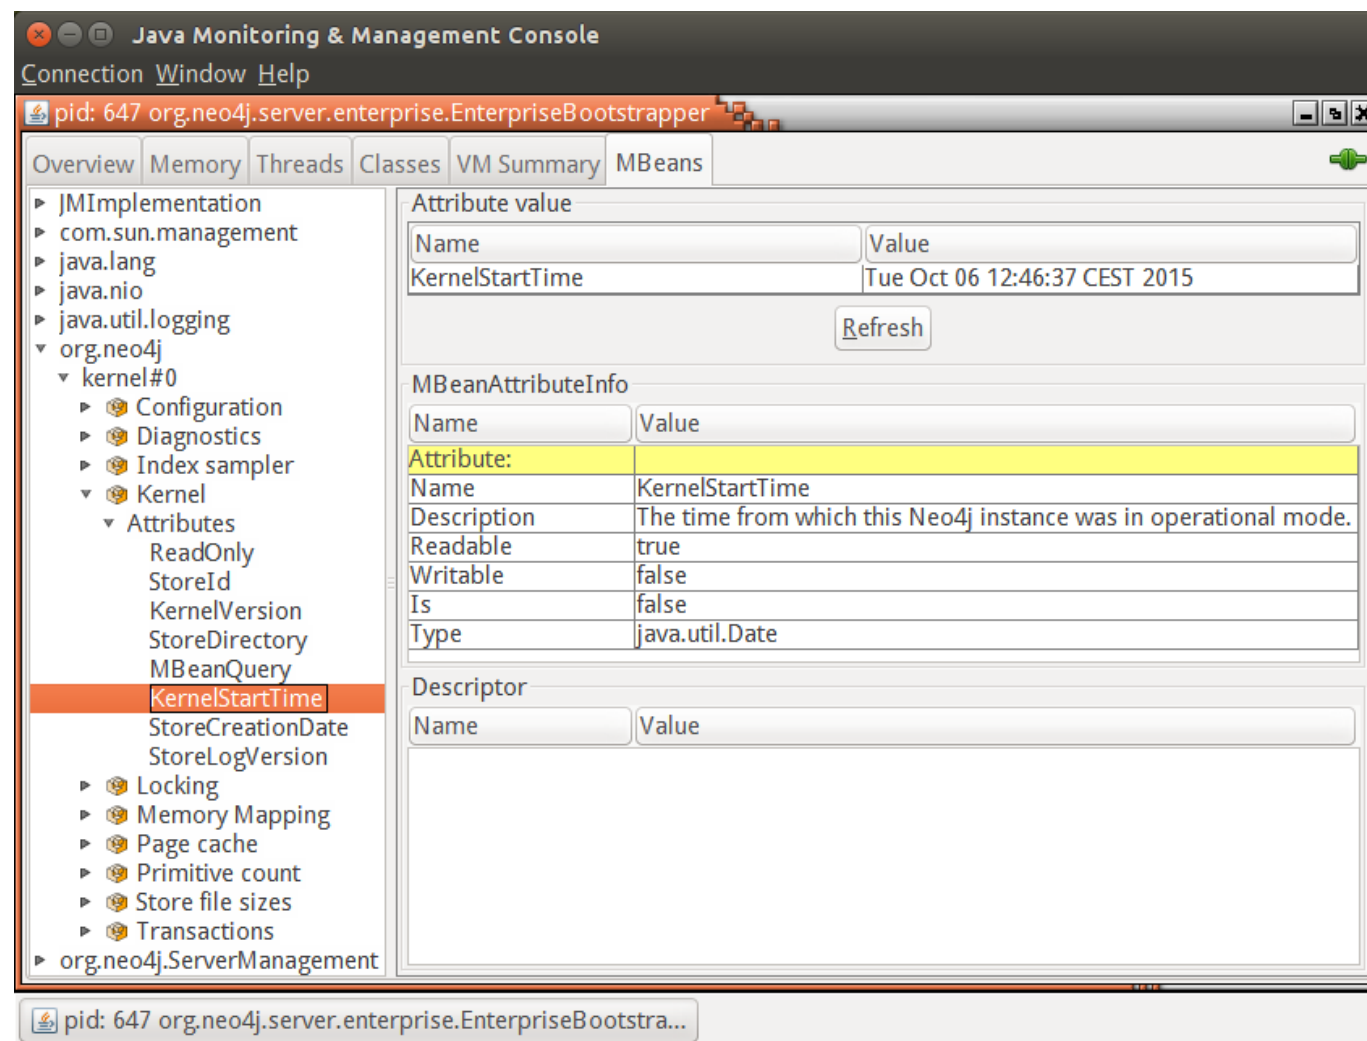 Java Monitoring & Management Console
Connection Window Help
pid: 647 org.neo4j.server.enterprise.EnterpriseBootstrapper
Overview Memory Threads Classes VM Summary MBeans
JMImplementation
com.sun.management
java.lang
java.nio
java.util.logging
org.neo4j
kernel#0
Configuration
Diagnostics
Index sampler
Kernel
Attributes
ReadOnly
StoreId
KernelVersion
StoreDirectory
MBeanQuery
KernelStartTime
StoreCreationDate
StoreLogVersion
Locking
Memory Mapping
Page cache
Primitive count
Store file sizes
Transactions
org.neo4j.ServerManagement
Attribute value
Name Value
KernelStartTime Tue Oct 06 12:46:37 CEST 2015
Refresh
MBeanAttributeInfo
Name Value
Attribute:
Name KernelStartTime
Description The time from which this Neo4j instance was in operational mode.
Readable true
Writable false
Is false
Type java.util.Date
Descriptor
Name Value
pid: 647 org.neo4j.server.enterprise.EnterpriseBootstra...